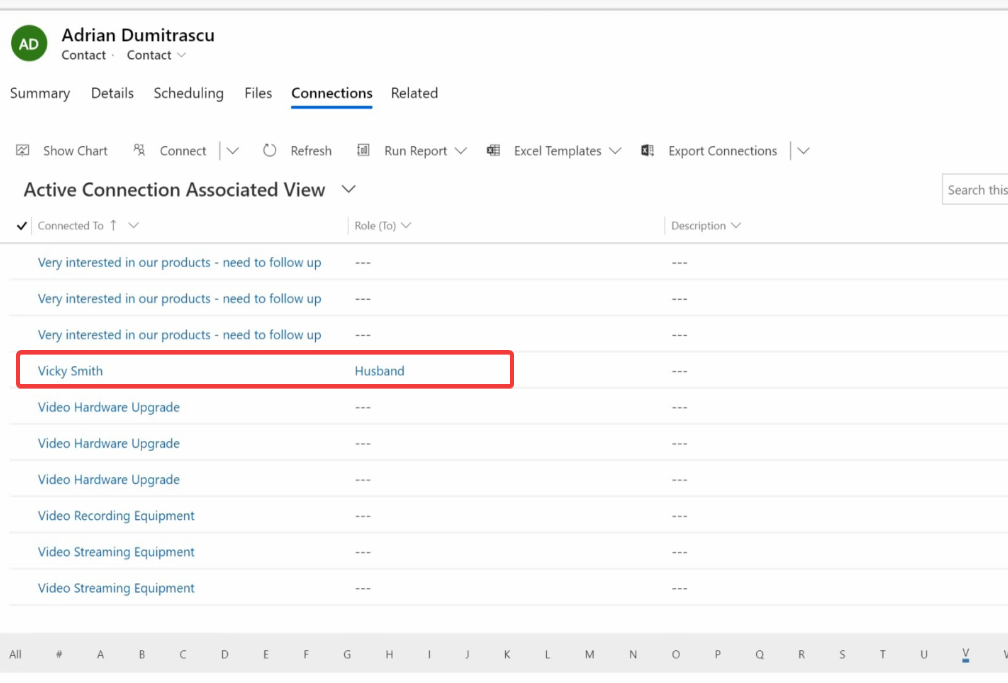 AD
Adrian Dumitrascu
Contact · Contact
Summary Details Scheduling Files Connections Related
Show Chart Connect Refresh Run Report Excel Templates Export Connections
Active Connection Associated View
Search this
Connected To ↑ Role (To) Description
Very interested in our products - need to follow up --- ---
Very interested in our products - need to follow up --- ---
Very interested in our products - need to follow up --- ---
Vicky Smith Husband ---
Video Hardware Upgrade --- ---
Video Hardware Upgrade --- ---
Video Hardware Upgrade --- ---
Video Recording Equipment --- ---
Video Streaming Equipment --- ---
Video Streaming Equipment --- ---
All # A B C D E F G H I J K L M N O P Q R S T U V